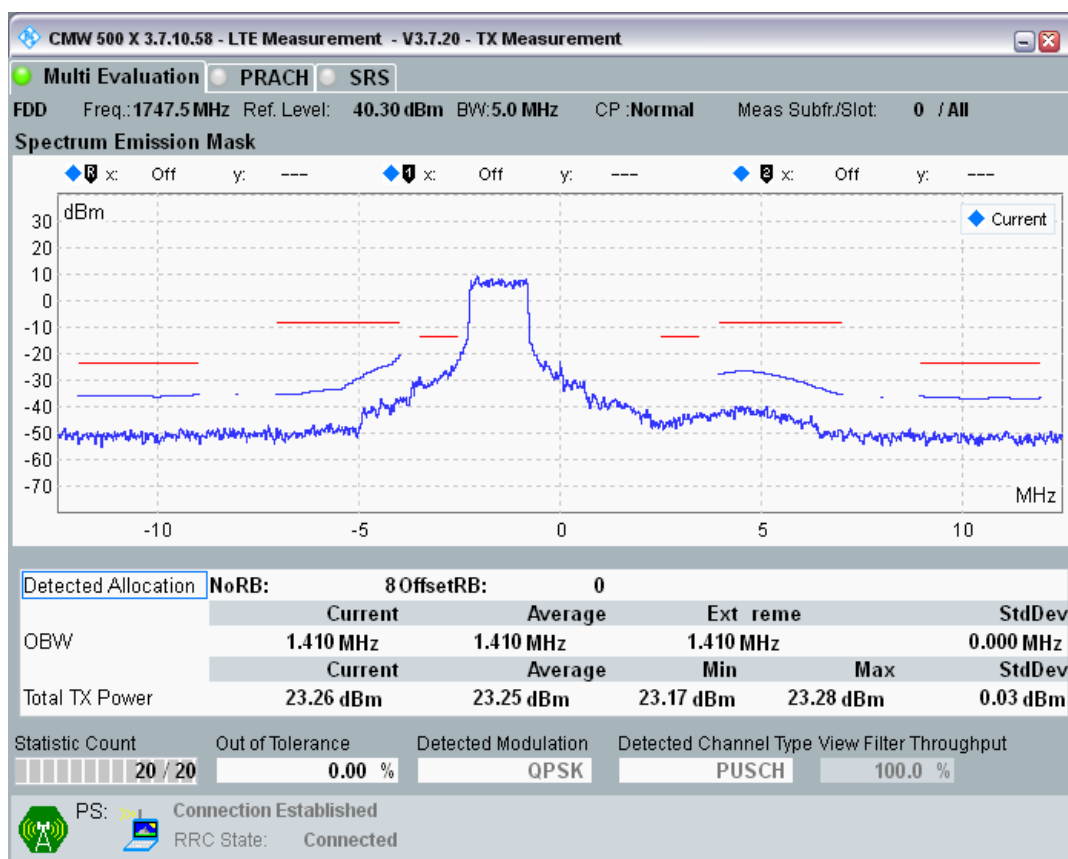 CMW 500 X 3.7.10.58 - LTE Measurement - V3.7.20 - TX Measurement
Multi Evaluation PRACH SRS
FDD Freq.: 1747.5 MHz Ref. Level: 40.30 dBm BW: 5.0 MHz CP : Normal Meas Subfr./Slot: 0 / All
Spectrum Emission Mask
R x: Off y: --- 1 x: Off y: --- 2 x: Off y: ---
dBm
Current
30
20
10
0
-10
-20
-30
-40
-50
-60
-70
MHz
-10 -5 0 5 10
Detected Allocation NoRB: 8 OffsetRB: 0
Current Average Ext reme StdDev
OBW 1.410 MHz 1.410 MHz 1.410 MHz 0.000 MHz
Current Average Min Max StdDev
Total TX Power 23.26 dBm 23.25 dBm 23.17 dBm 23.28 dBm 0.03 dBm
Statistic Count Out of Tolerance Detected Modulation Detected Channel Type View Filter Throughput
20 / 20 0.00 % QPSK PUSCH 100.0 %
PS: Connection Established
RRC State: Connected